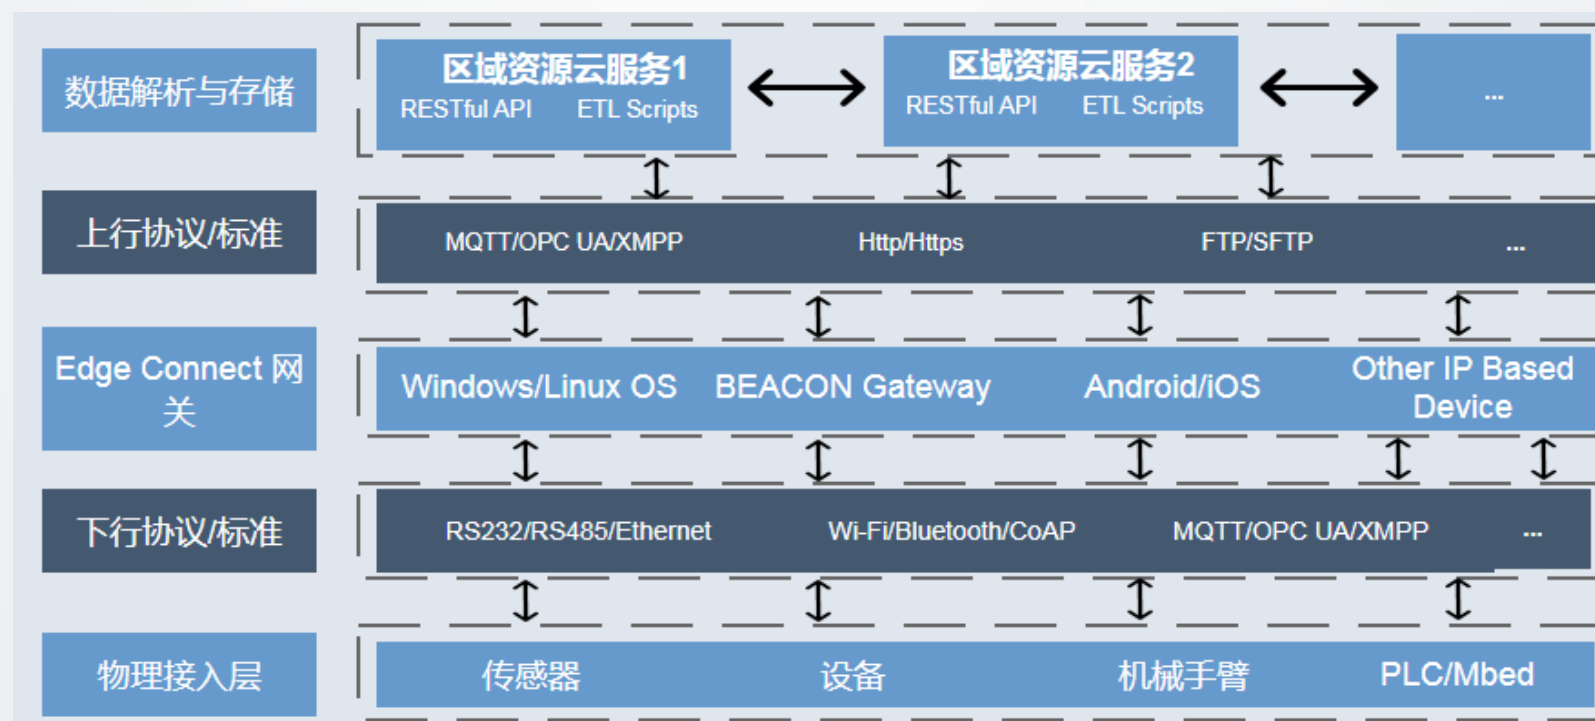 数据解析与存储
区域资源云服务1
RESTful API ETL Scripts
区域资源云服务2
RESTful API ETL Scripts
...
上行协议/标准
MQTT/OPC UA/XMPP
Http/Https
FTP/SFTP
...
Edge Connect 网
关
Windows/Linux OS
BEACON Gateway
Android/iOS
Other IP Based
Device
下行协议/标准
RS232/RS485/Ethernet
Wi-Fi/Bluetooth/CoAP
MQTT/OPC UA/XMPP
...
物理接入层
传感器
设备
机械手臂
PLC/Mbed